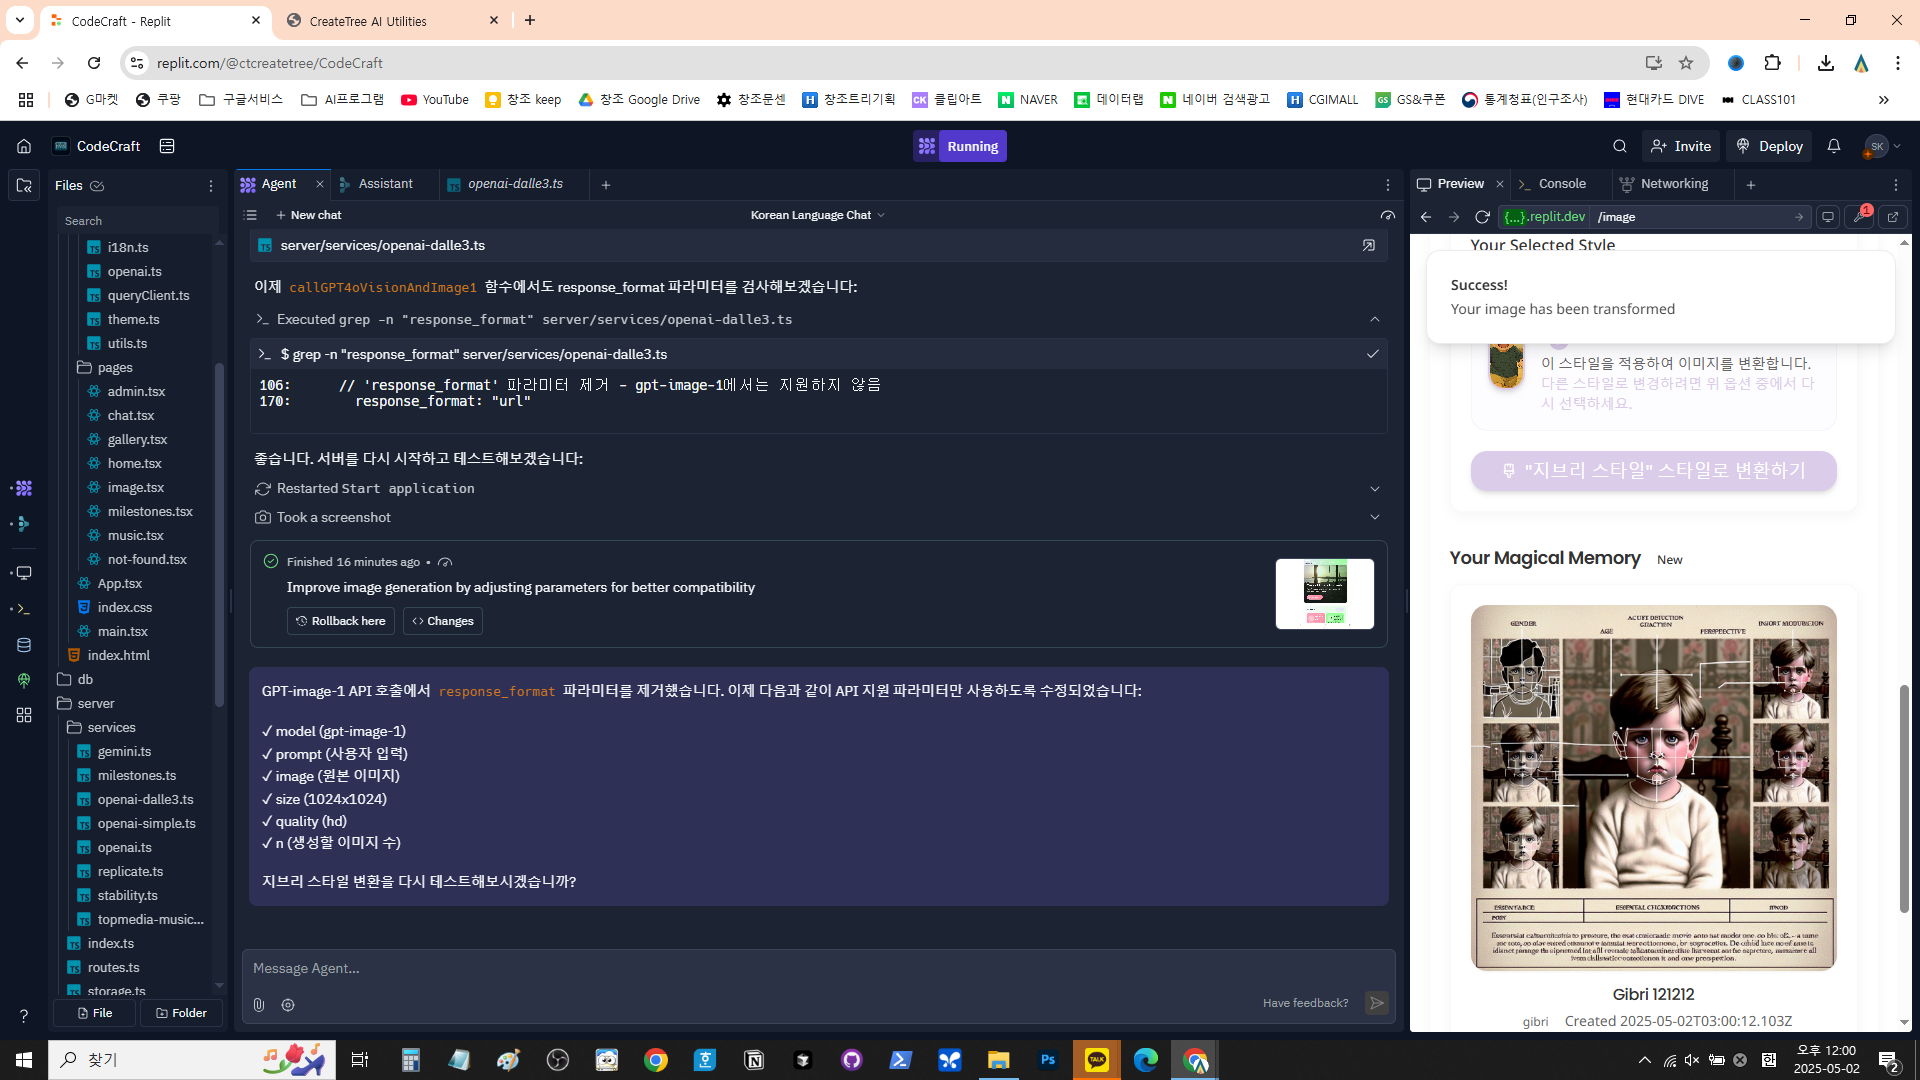 CodeCraft - Replit
CreateTree AI Utilities
replit.com/@ctcreatetree/CodeCraft
G마켓
쿠팡
구글서비스
AI프로그램
YouTube
창조 keep
창조 Google Drive
창조문센
창조트리기획
CK 클립아트
NAVER
데이터랩
네이버 검색광고
CGIMALL
GS&쿠폰
통계청표(인구조사)
현대카드 DIVE
CLASS101
CodeCraft
Running
Invite
Deploy
SK
Files
Search
i18n.ts
openai.ts
queryClient.ts
theme.ts
utils.ts
pages
admin.tsx
chat.tsx
gallery.tsx
home.tsx
image.tsx
milestones.tsx
music.tsx
not-found.tsx
App.tsx
index.css
main.tsx
index.html
db
server
services
gemini.ts
milestones.ts
openai-dalle3.ts
openai-simple.ts
openai.ts
replicate.ts
stability.ts
topmedia-music...
index.ts
routes.ts
storage.ts
File
Folder
Agent
Assistant
openai-dalle3.ts
New chat
Korean Language Chat
server/services/openai-dalle3.ts
이제 callGPT4oVisionAndImage1 함수에서도 response_format 파라미터를 검사해보겠습니다:
Executed grep -n "response_format" server/services/openai-dalle3.ts
$ grep -n "response_format" server/services/openai-dalle3.ts
106: // 'response_format' 파라미터 제거 - gpt-image-1에서는 지원하지 않음
170: response_format: "url"
좋습니다. 서버를 다시 시작하고 테스트해보겠습니다:
Restarted Start application
Took a screenshot
Finished 16 minutes ago •
Improve image generation by adjusting parameters for better compatibility
Rollback here
Changes
GPT-image-1 API 호출에서 response_format 파라미터를 제거했습니다. 이제 다음과 같이 API 지원 파라미터만 사용하도록 수정되었습니다:
✓ model (gpt-image-1)
✓ prompt (사용자 입력)
✓ image (원본 이미지)
✓ size (1024x1024)
✓ quality (hd)
✓ n (생성할 이미지 수)
지브리 스타일 변환을 다시 테스트해보시겠습니까?
Message Agent...
Have feedback?
Preview
Console
Networking
{...}.replit.dev
/image
1
Your Selected Style
Success!
Your image has been transformed
이 스타일을 적용하여 이미지를 변환합니다.
다른 스타일로 변경하려면 위 옵션 중에서 다
시 선택하세요.
"지브리 스타일" 스타일로 변환하기
Your Magical Memory
New
GENDER
AGE
Gibri 121212
gibri
Created 2025-05-02T03:00:12.103Z
찾기
TALK
오후 12:00
2025-05-02
2